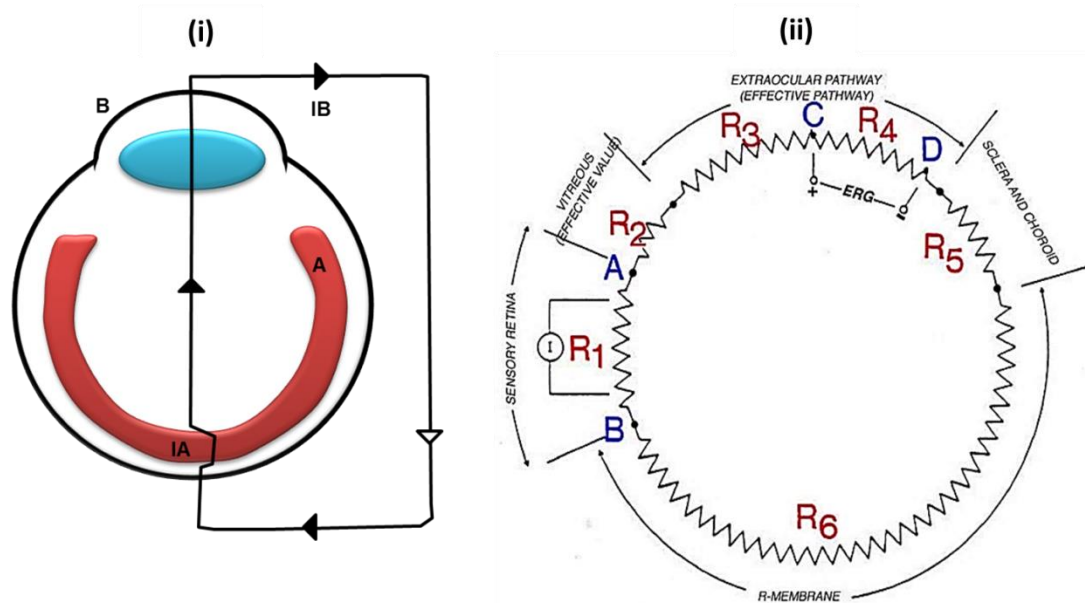 (i)
B
IB
A
IA
(ii)
EXTRAOCULAR PATHWAY
(EFFECTIVE PATHWAY)
C
R3
R4
D
+
ERG
-
SCLERA AND CHOROID
VITREOUS
(EFFECTIVE VALUE)
R2
R5
A
SENSORY RETINA
I
R1
B
R6
R-MEMBRANE